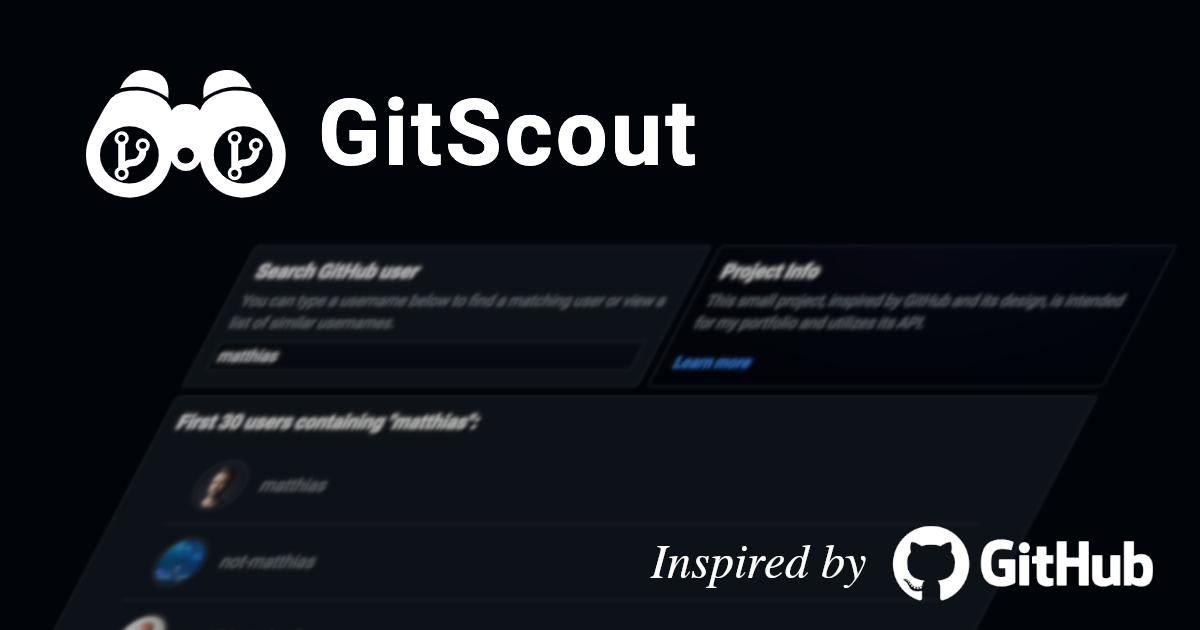 GitScout
Search GitHub user
You can type a username below to find a matching user or view a
list of similar usernames.
matthias
Project Info
This small project, inspired by GitHub and its design, is intended
for my portfolio and utilizes its API.
Learn more
First 30 users containing "matthias":
matthias
not-matthias
Inspired by GitHub